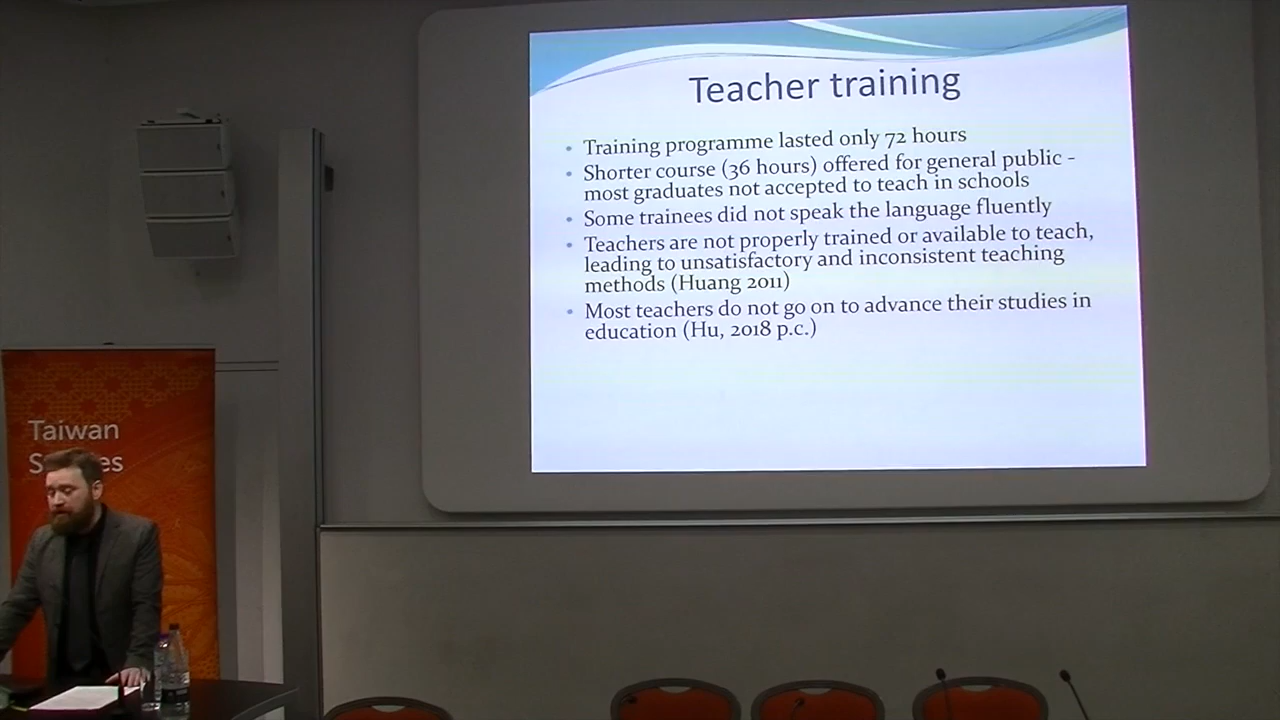 Teacher training
• Training programme lasted only 72 hours
• Shorter course (36 hours) offered for general public -
most graduates not accepted to teach in schools
• Some trainees did not speak the language fluently
• Teachers are not properly trained or available to teach,
leading to unsatisfactory and inconsistent teaching
methods (Huang 2011)
• Most teachers do not go on to advance their studies in
education (Hu, 2018 p.c.)
Taiwan